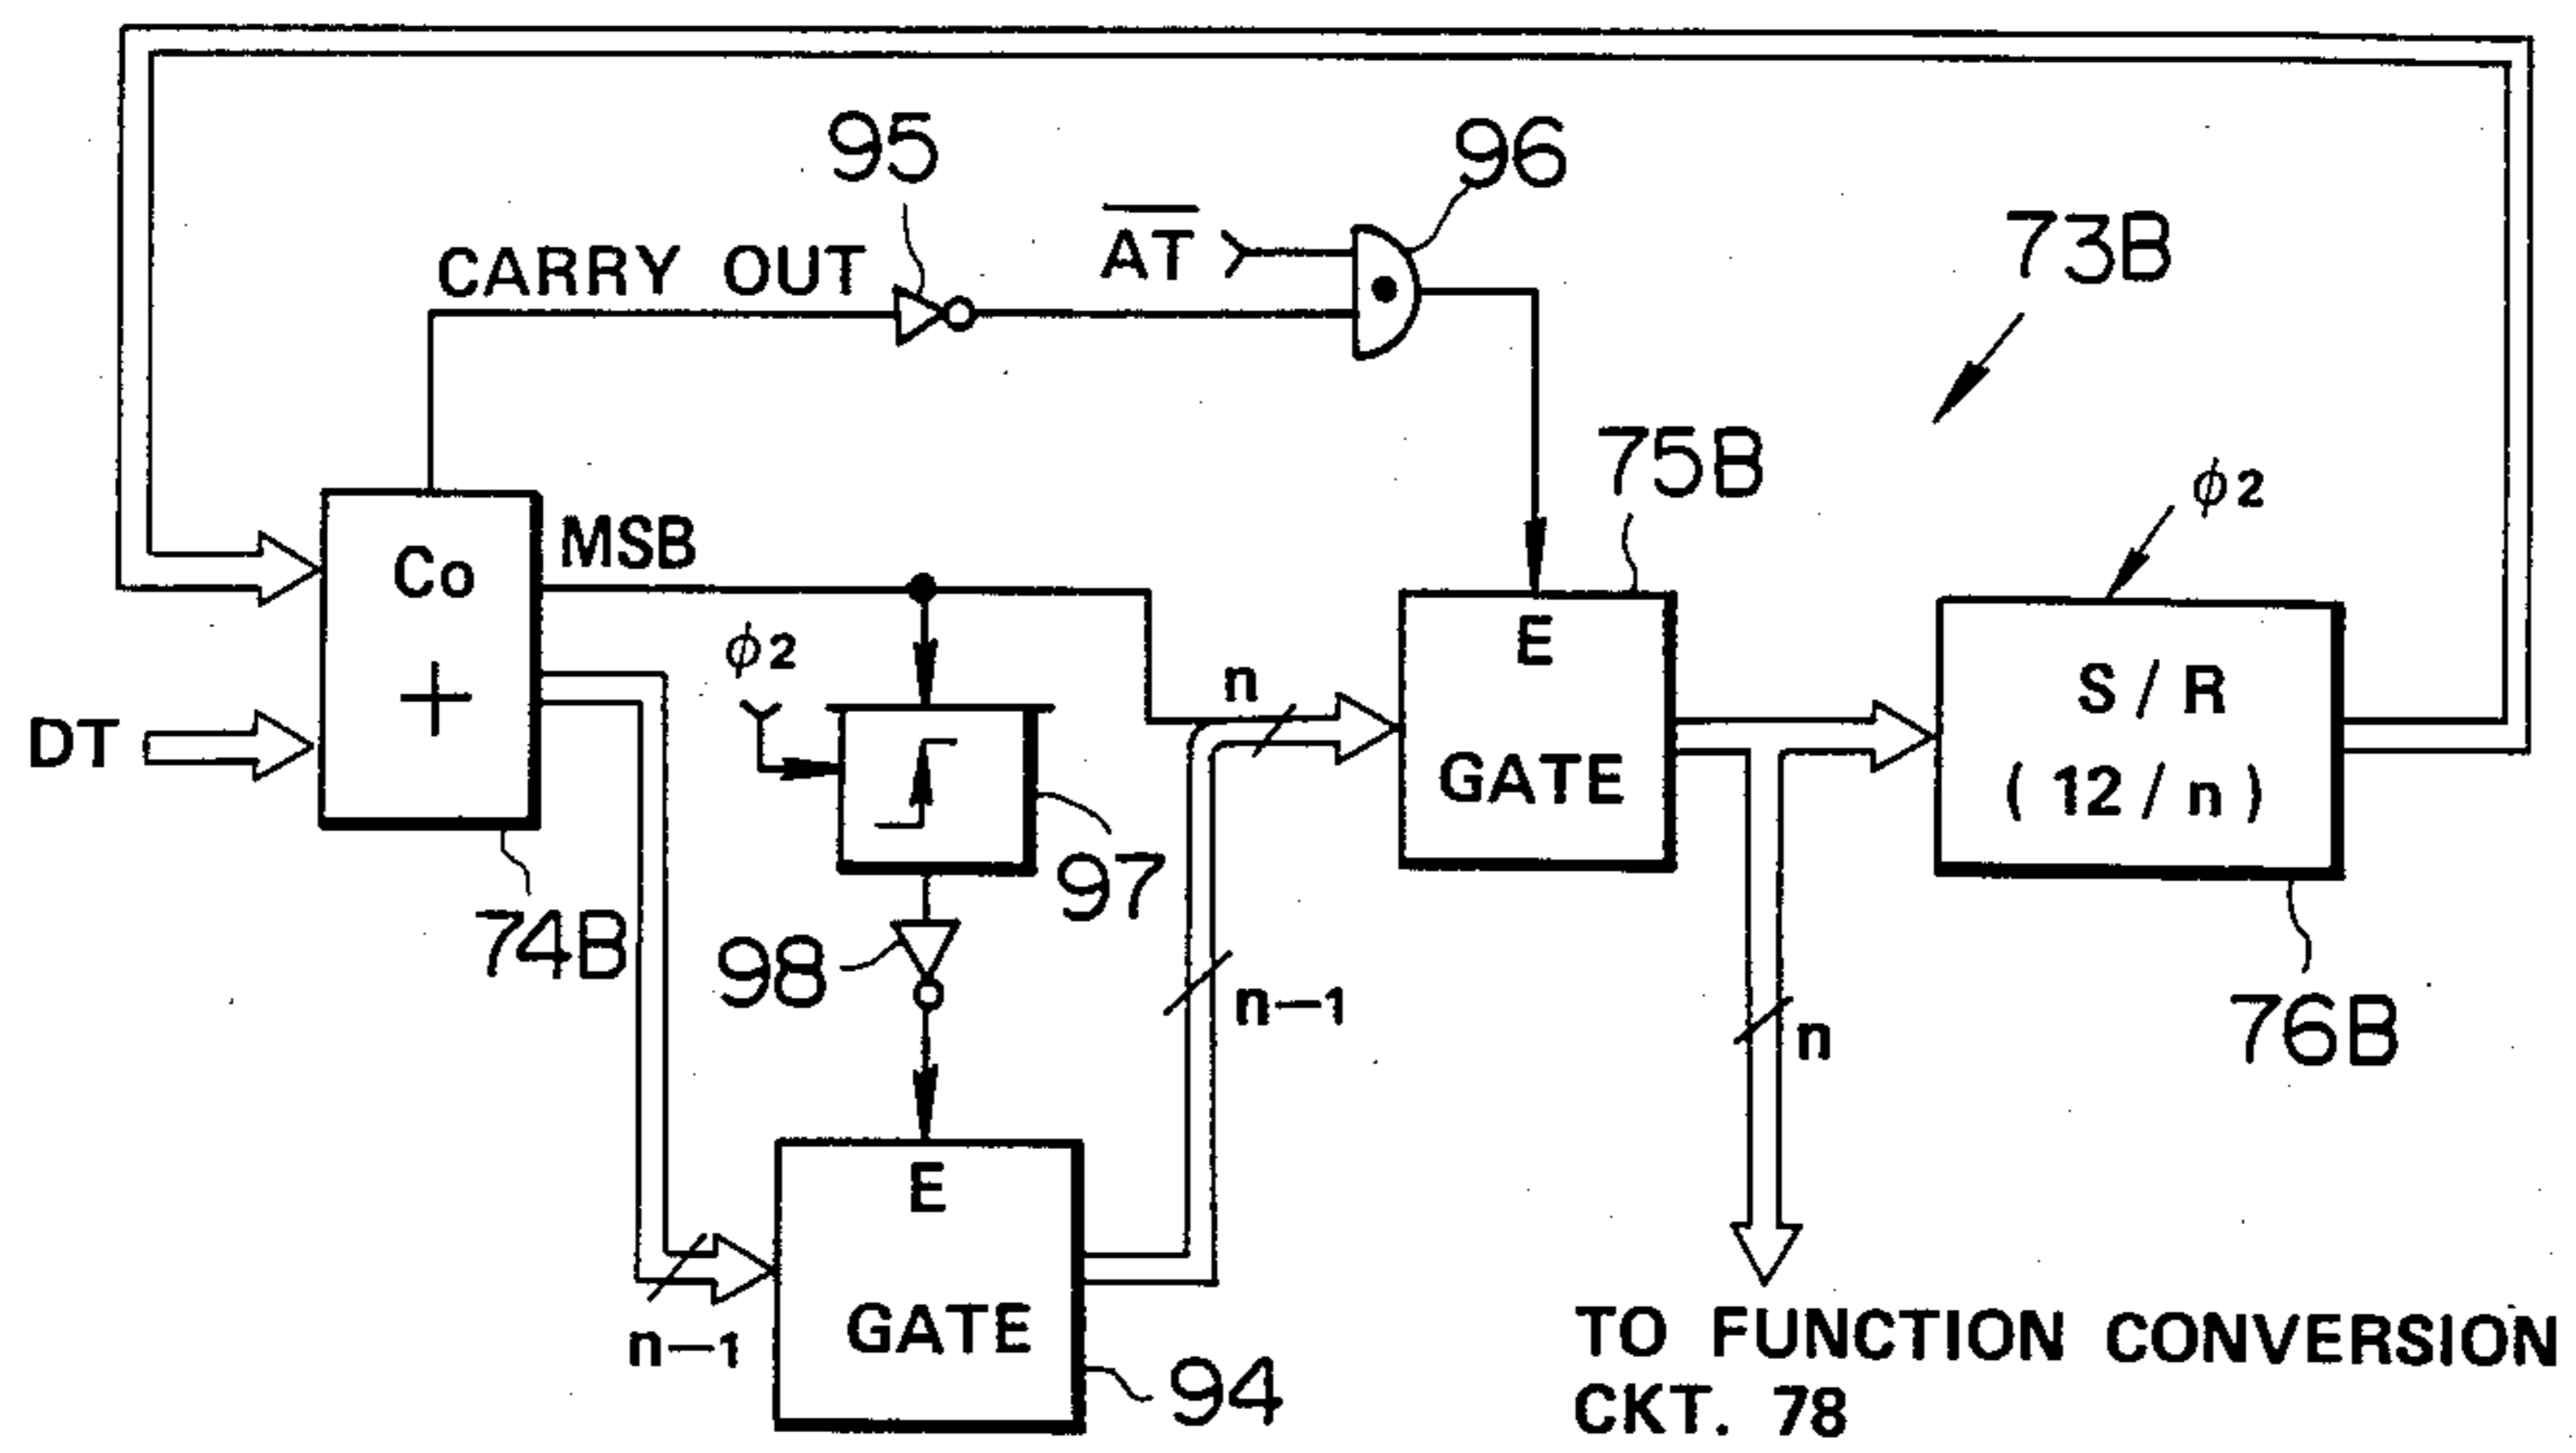 95
96
AT
73B
CARRY OUT
75B
φ2
MSB
Co
+
φ2
n
E
GATE
S/R
(12/n)
DT
97
74B
98
n-1
n
76B
E
GATE
n-1
94
TO FUNCTION CONVERSION
CKT. 78